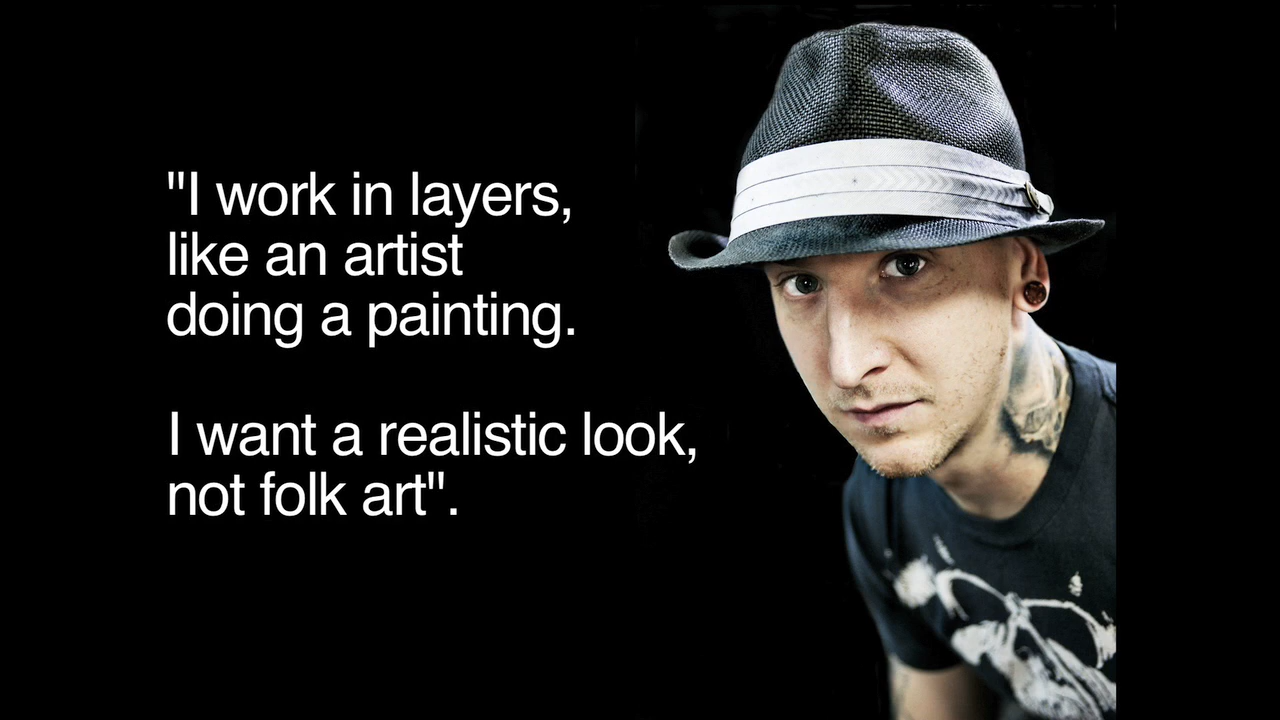 "I work in layers,
like an artist
doing a painting.
I want a realistic look,
not folk art".